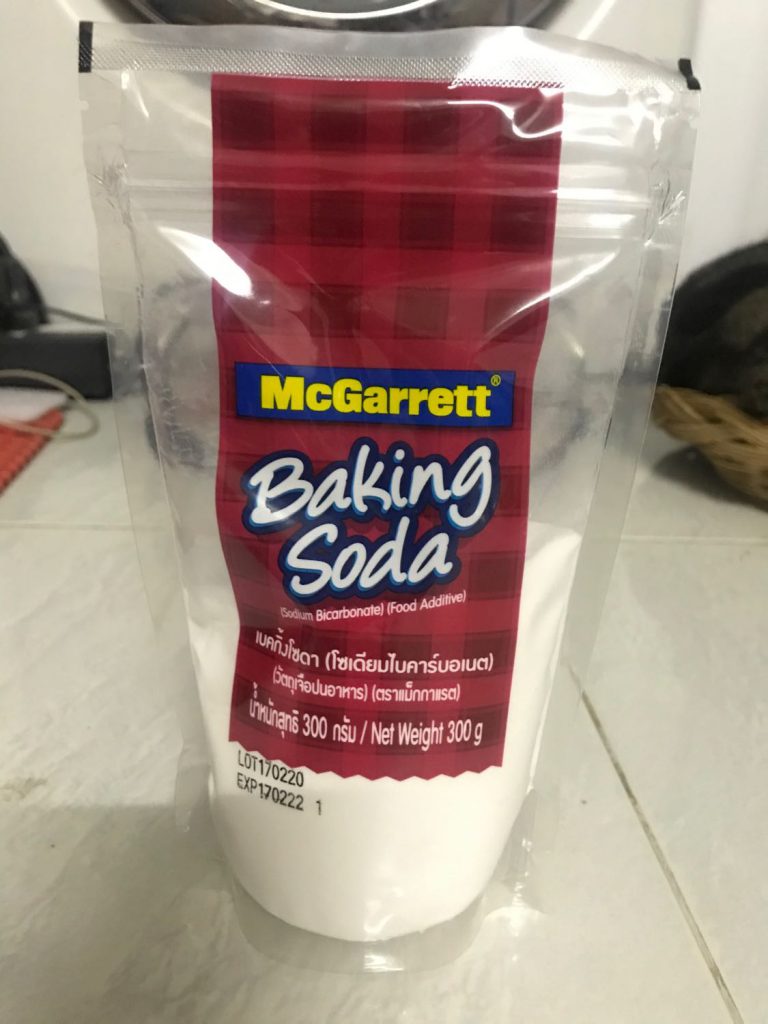 McGarrett®
Baking
Soda
(Sodium Bicarbonate) (Food Additive)
เบคกิ้งโซดา (โซเดียมไบคาร์บอเนต)
(วัตถุเจือปนอาหาร) (ตราแม็กกาแรต)
น้ำหนักสุทธิ 300 กรัม / Net Weight 300 g
LOT170220
EXP170222 1